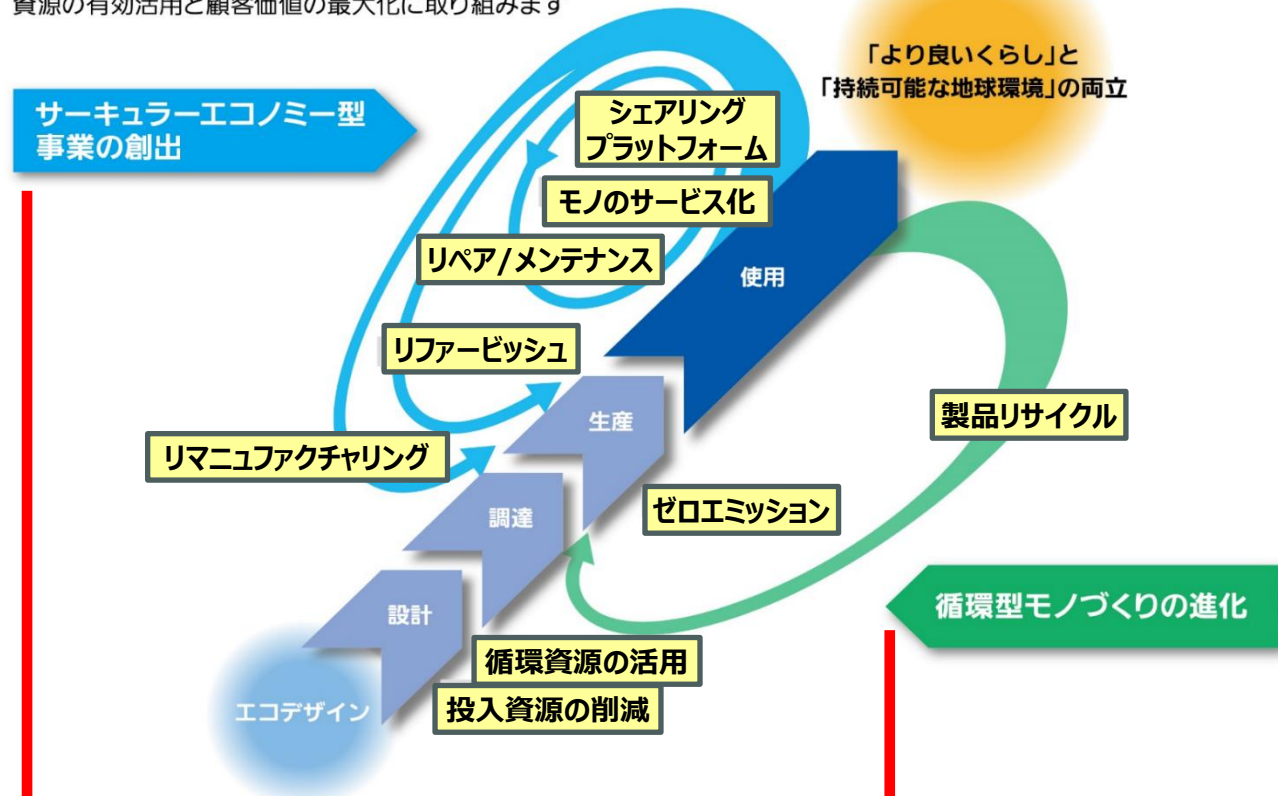 資源の有効活用と顧客価値の最大化に取り組みます
「より良いくらし」と
「持続可能な地球環境」の両立
サーキュラーエコノミー型
事業の創出
シェアリング
プラットフォーム
モノのサービス化
リペア/メンテナンス
使用
リファービッシュ
製品リサイクル
生産
リマニュファクチャリング
ゼロエミッション
調達
循環型モノづくりの進化
設計
循環資源の活用
エコデザイン
投入資源の削減